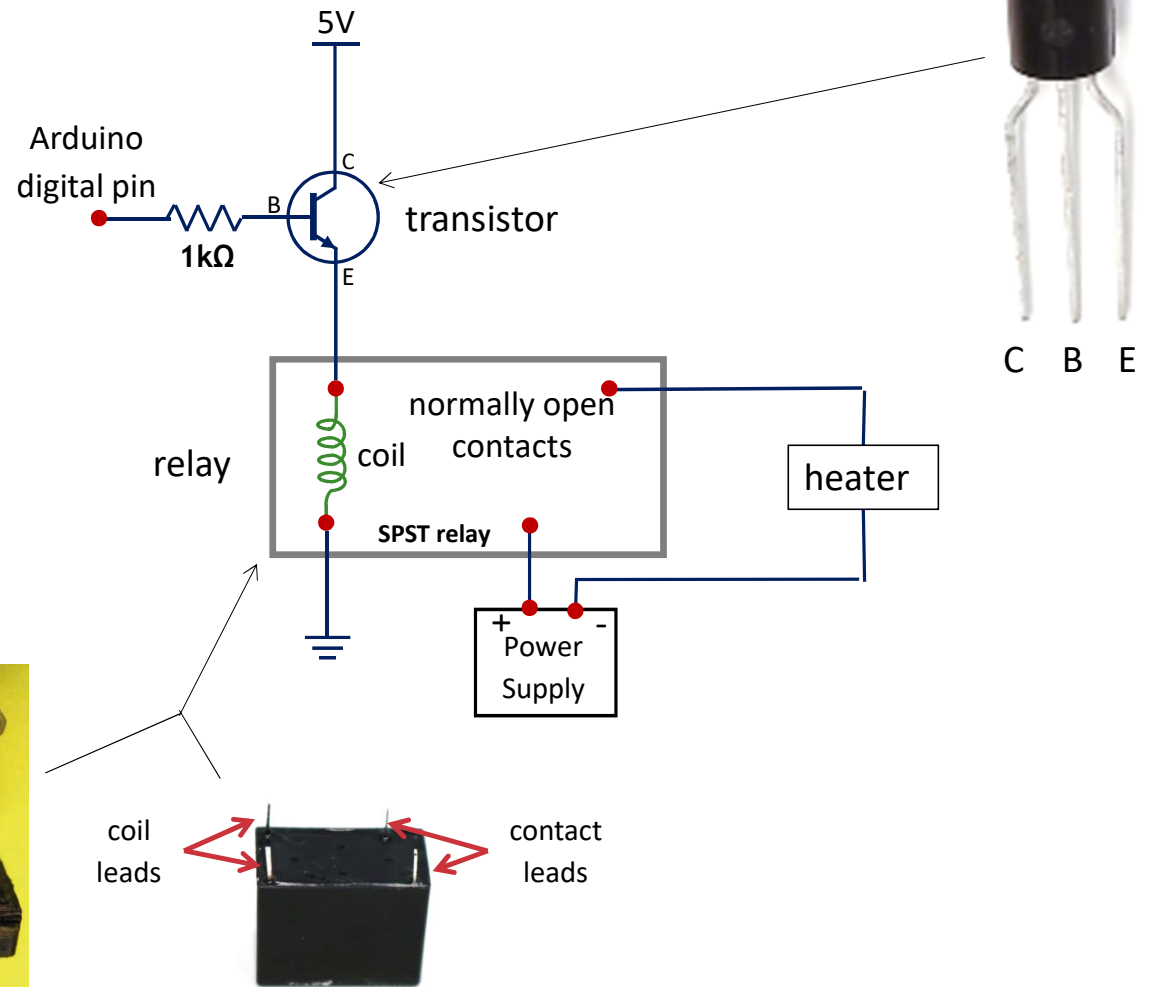 5V
Arduino
digital pin
C
B
transistor
1kΩ
E
C B E
normally open
contacts
relay
coil
heater
SPST relay
+ -
Power
Supply
coil
leads
contact
leads